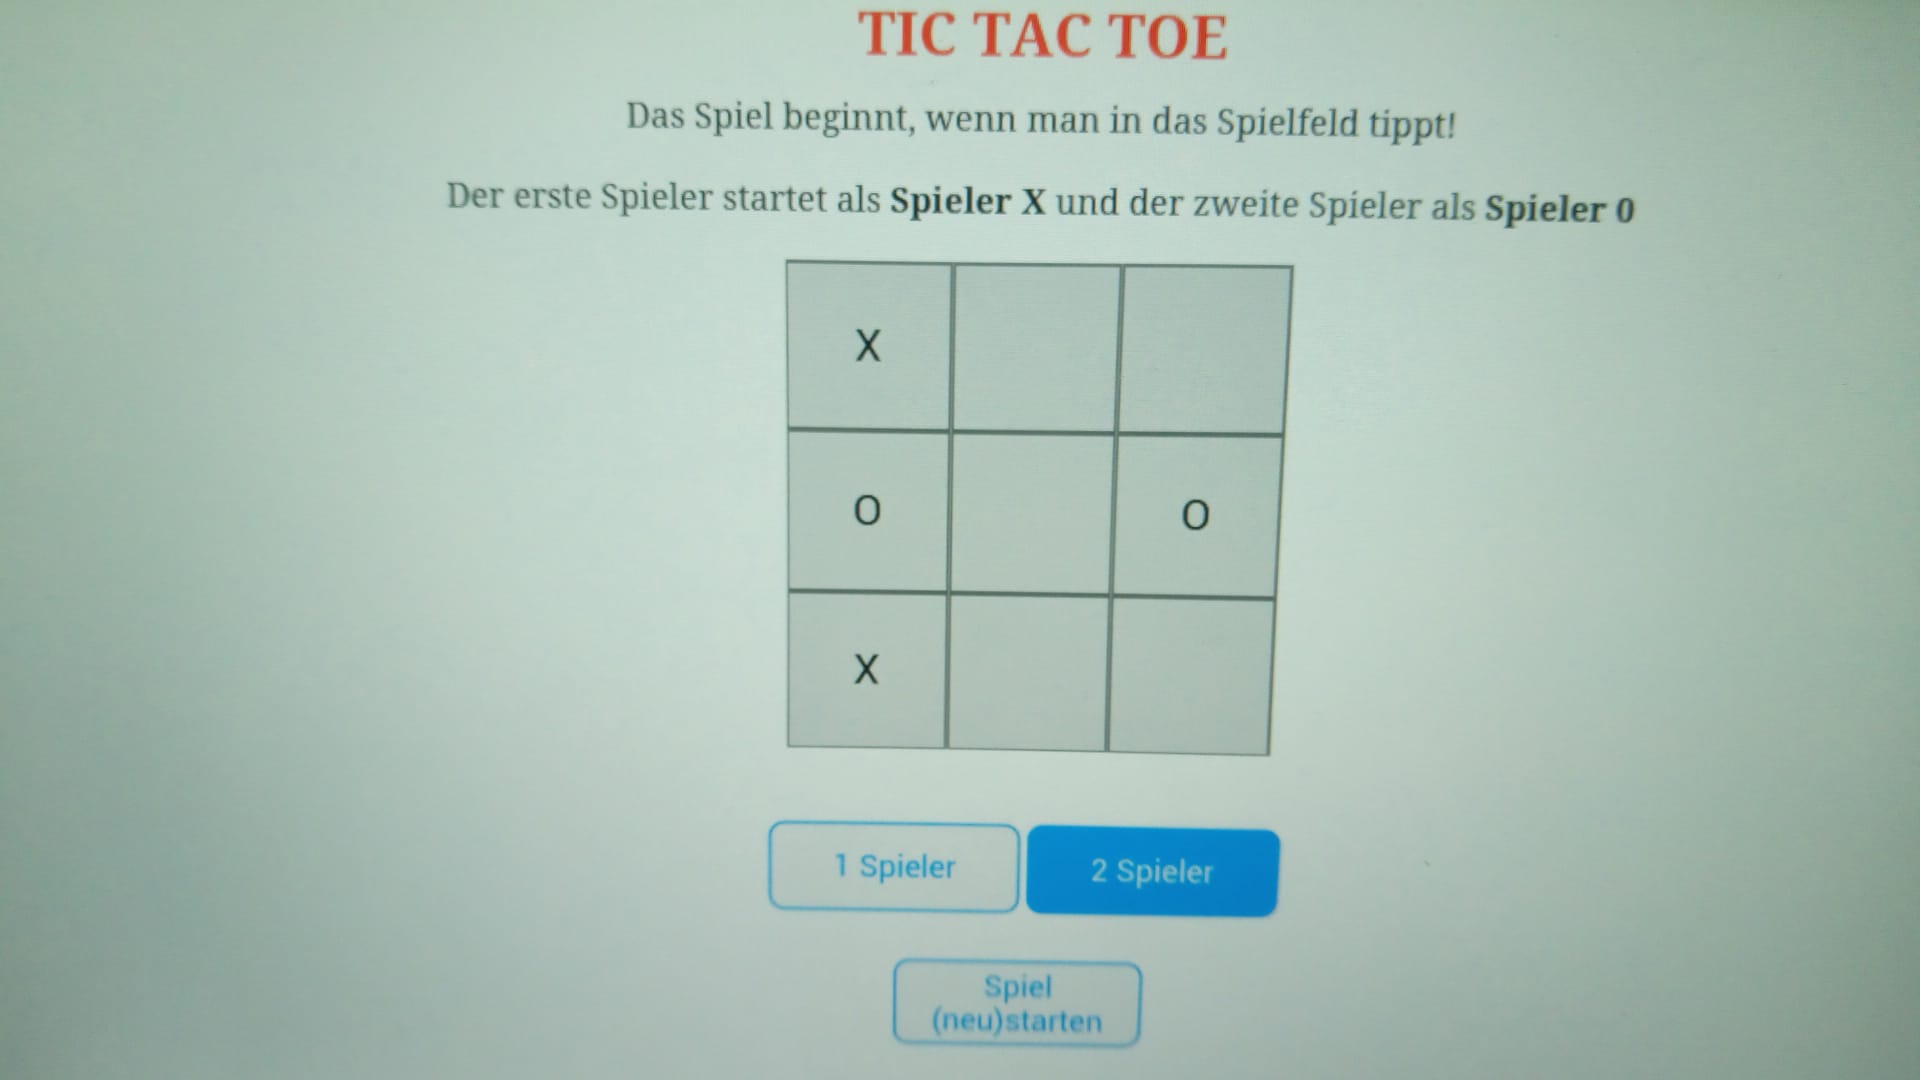 TIC TAC TOE
Das Spiel beginnt, wenn man in das Spielfeld tippt!
Der erste Spieler startet als Spieler X und der zweite Spieler als Spieler 0
X
O O
X
1 Spieler 2 Spieler
Spiel
(neu)starten